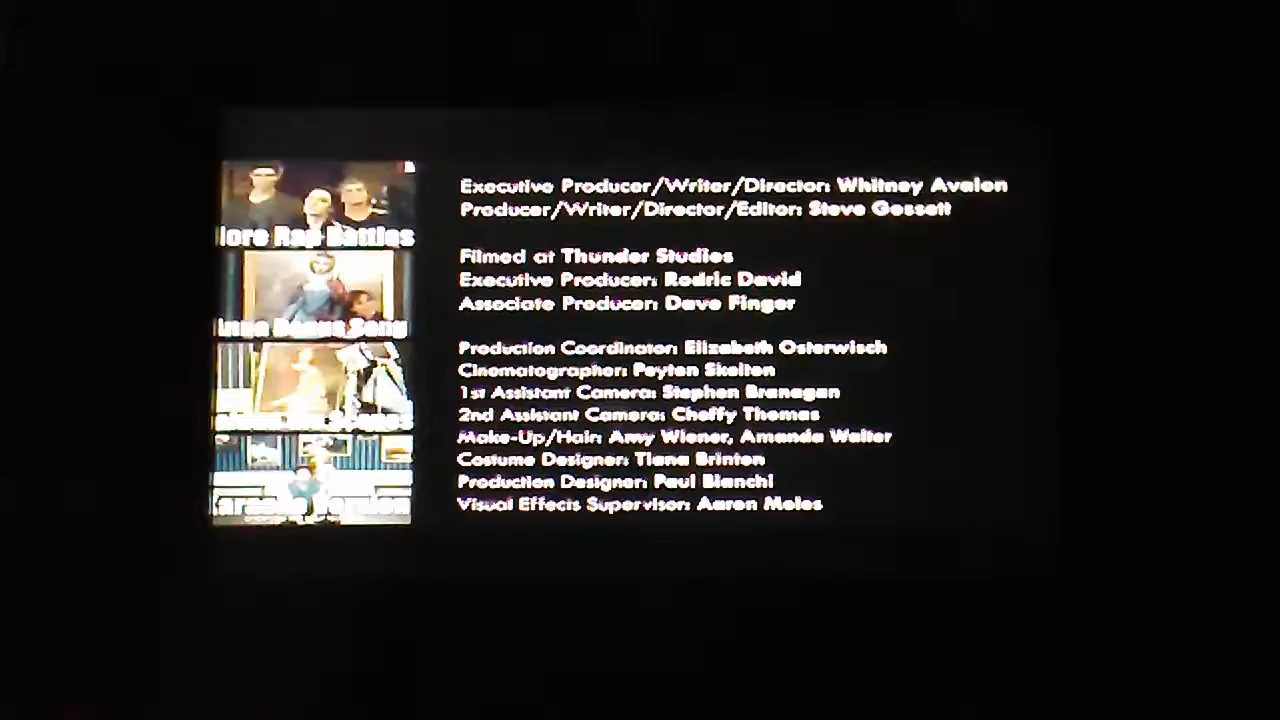 Executive Producer/Writer/Director: Whitney Avalon
Producer/Writer/Director/Editor: Steve Gossett
Filmed at Thunder Studios
Executive Producer: Rodric David
Associate Producer: Dave Finger
Production Coordinator: Elizabeth Osterwisch
Cinematographer: Peyton Skelton
1st Assistant Camera: Stephen Branagan
2nd Assistant Camera: Cheffy Thomas
Make-Up/Hair: Amy Wiener, Amanda Walter
Costume Designer: Tiana Brinton
Production Designer: Paul Bianchi
Visual Effects Supervisor: Aaron Moles
ore Rap Battles
Song